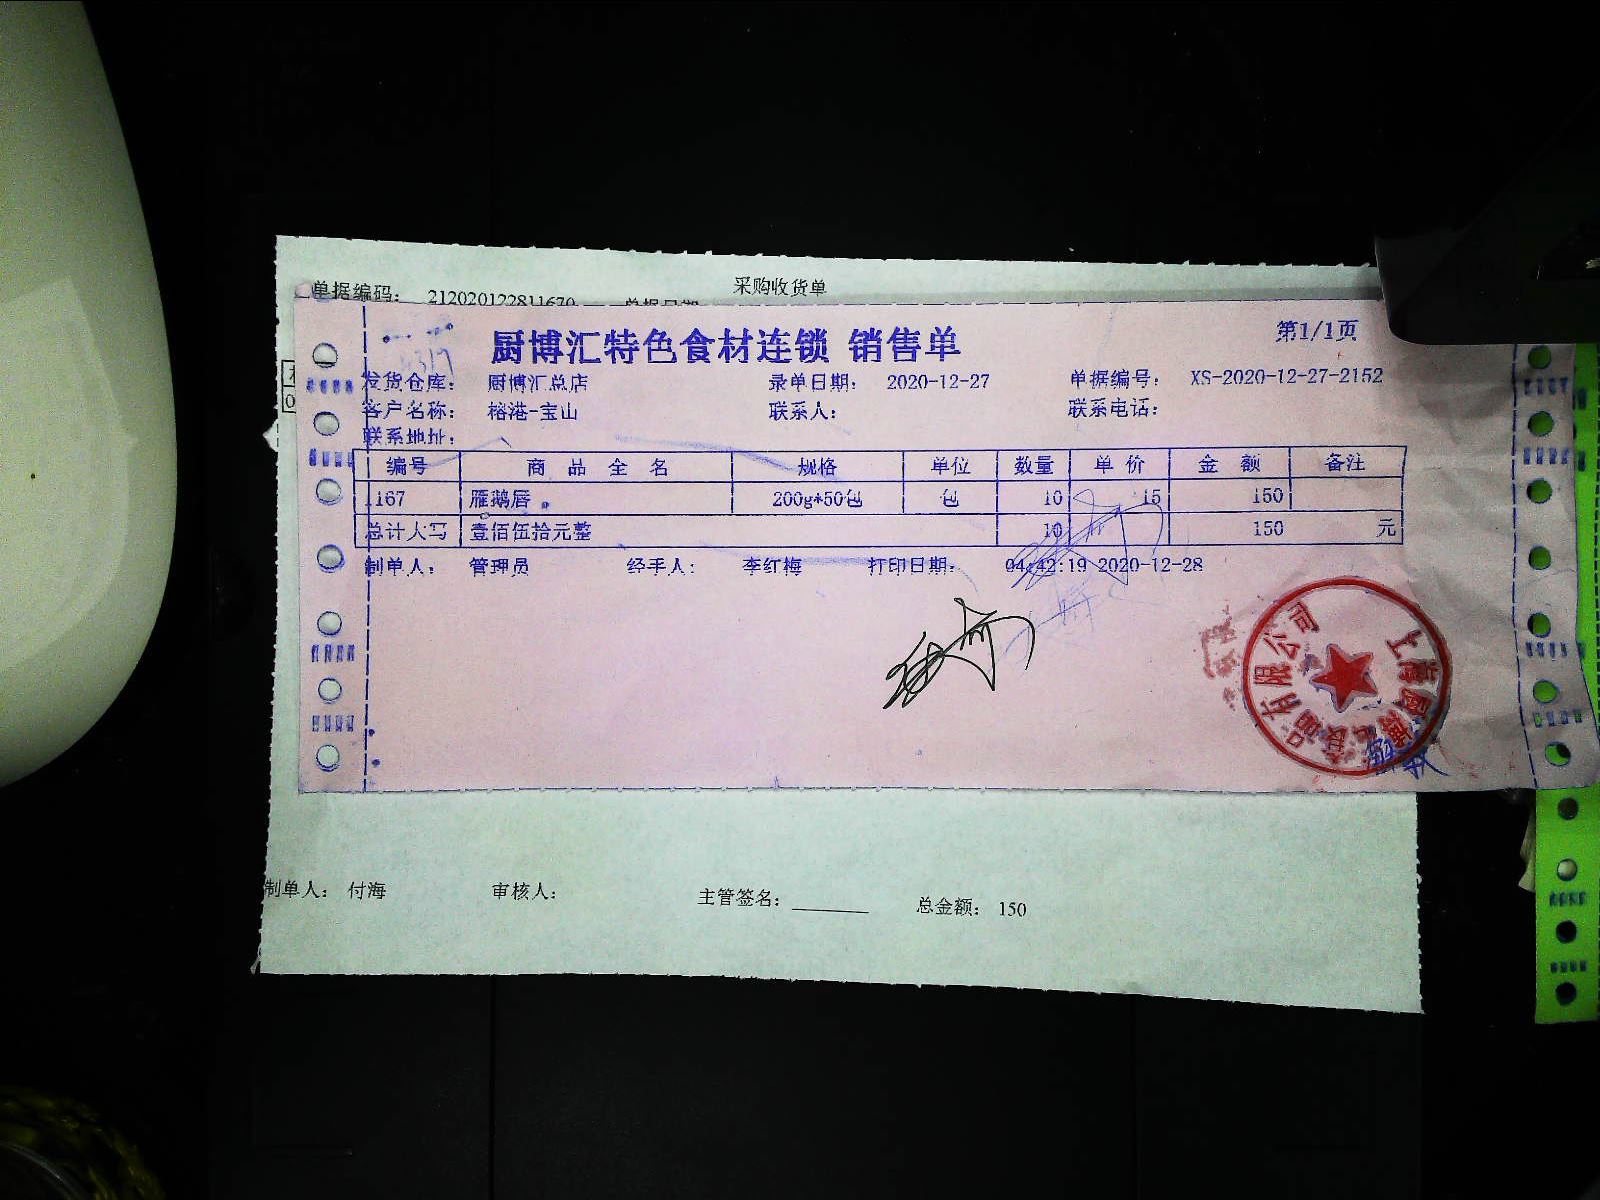 采购收货单
单据编码： 212020122811670 单据日期
厨博汇特色食材连锁 销售单
第1/1页
发货仓库： 厨博汇总店 录单日期： 2020-12-27 单据编号： XS-2020-12-27-2152
客户名称： 榕港-宝山 联系人： 联系电话：
联系地址：
编号 商品全名 规格 单位 数量 单价 金额 备注
1167 雁鹅唇 200g*50包 包 10 15 150
总计大写 壹佰伍拾元整 10 150 元
制单人： 管理员 经手人： 李红梅 打印日期： 04:42:19 2020-12-28
制单人： 付海 审核人： 主管签名： 总金额： 150